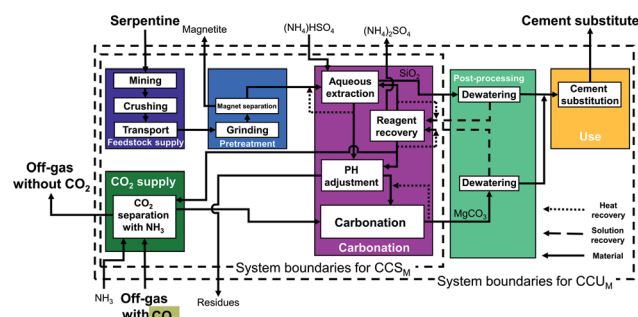 Serpentine
Magnetite
(NH₄)HSO₄
(NH₄)₂SO₄
Cement substitute
Mining
Crushing
Transport
Feedstock supply
Magnet separation
Grinding
Pretreatment
Aqueous
extraction
SiO₂
Reagent
recovery
PH
adjustment
Carbonation
Carbonation
Post-processing
Dewatering
Dewatering
MgCO₃
Cement
substitution
Use
Off-gas
without CO₂
CO₂ supply
CO₂
separation
with NH₃
Heat
recovery
Solution
recovery
Material
System boundaries for CCS_M
System boundaries for CCU_M
NH₃
Off-gas
with CO₂
Residues